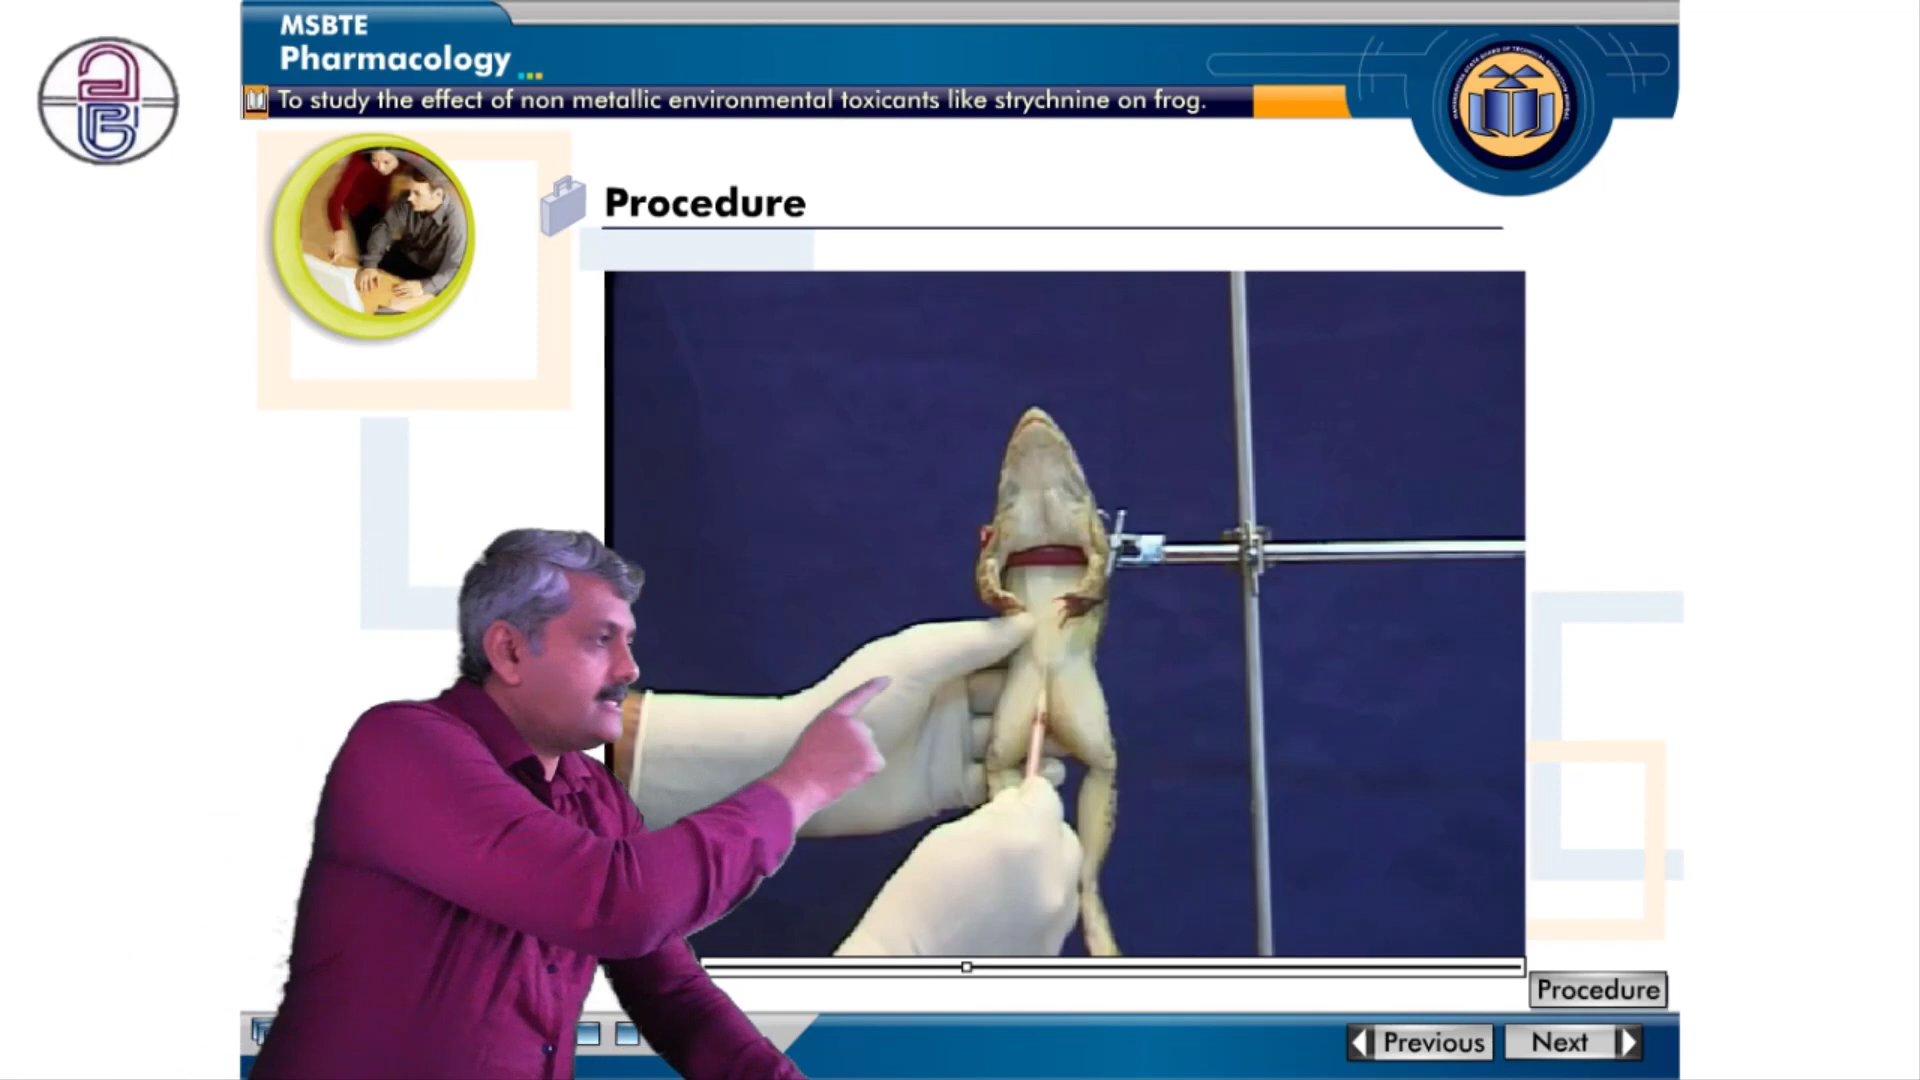 MSBTE
Pharmacology
To study the effect of non metallic environmental toxicants like strychnine on frog.
Procedure
Procedure
Previous
Next